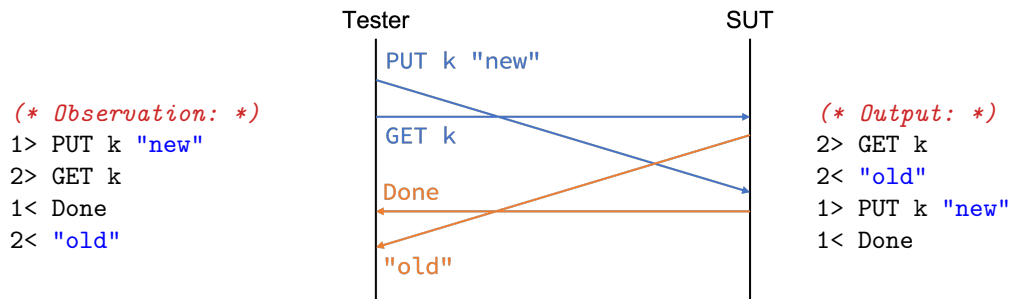 Tester
SUT
PUT k "new"
(* Observation: *)
1> PUT k "new"
2> GET k
1< Done
2< "old"
GET k
Done
"old"
(* Output: *)
2> GET k
2< "old"
1> PUT k "new"
1< Done